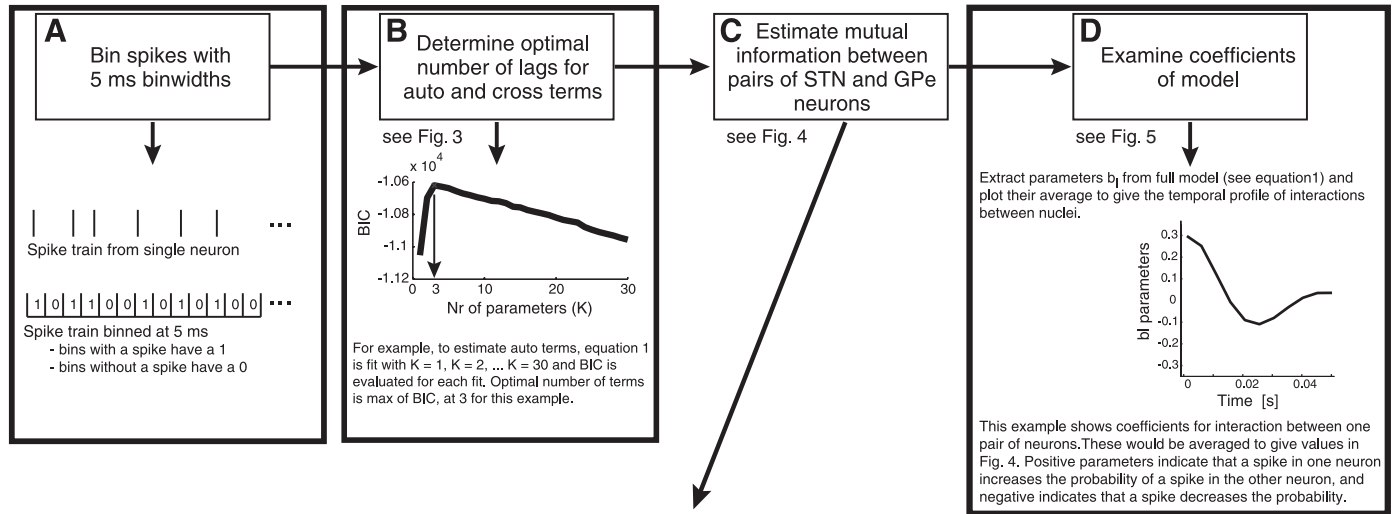 A
Bin spikes with
5 ms binwidths
Spike train from single neuron
1 0 1 1 0 0 1 0 1 0 1 0 0
Spike train binned at 5 ms
- bins with a spike have a 1
- bins without a spike have a 0
B
Determine optimal
number of lags for
auto and cross terms
see Fig. 3
x 10^4
-1.06
-1.08
-1.1
-1.12
BIC
0 3 10 20 30
Nr of parameters (K)
For example, to estimate auto terms, equation 1
is fit with K = 1, K = 2, ... K = 30 and BIC is
evaluated for each fit. Optimal number of terms
is max of BIC, at 3 for this example.
C
Estimate mutual
information between
pairs of STN and GPe
neurons
see Fig. 4
D
Examine coefficients
of model
see Fig. 5
Extract parameters bl from full model (see equation1) and
plot their average to give the temporal profile of interactions
between nuclei.
0.3
0.2
0.1
0
-0.1
-0.2
-0.3
bl parameters
0 0.02 0.04
Time [s]
This example shows coefficients for interaction between one
pair of neurons.These would be averaged to give values in
Fig. 4. Positive parameters indicate that a spike in one neuron
increases the probability of a spike in the other neuron, and
negative indicates that a spike decreases the probability.